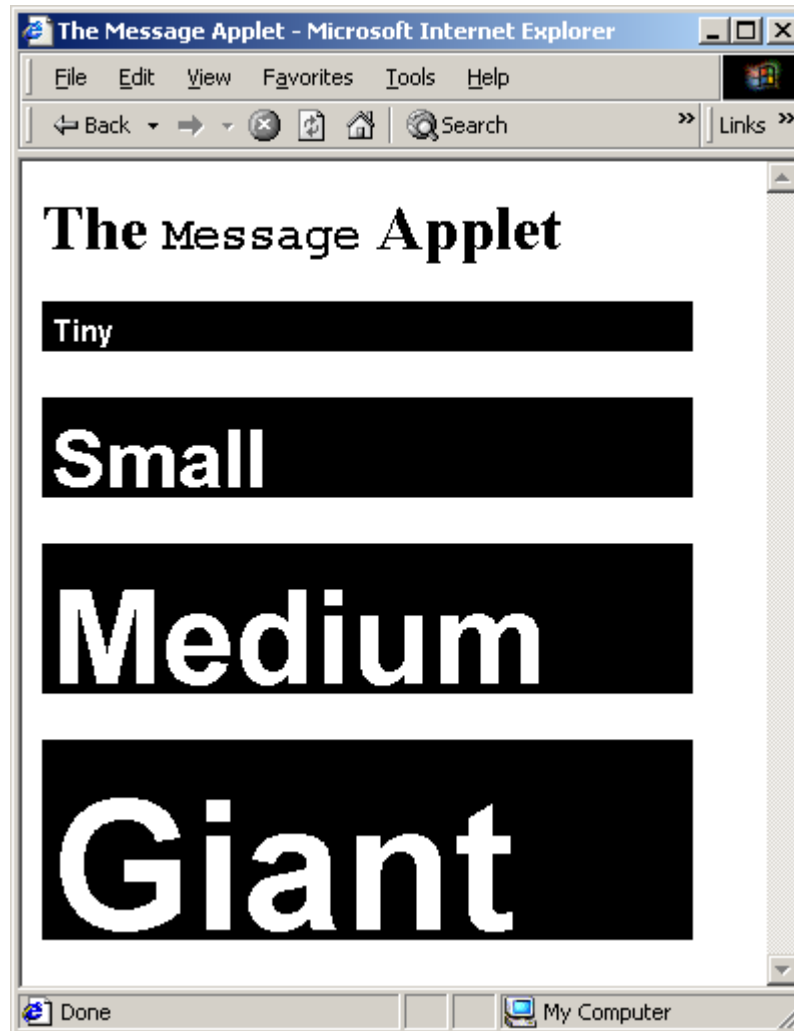 The Message Applet - Microsoft Internet Explorer
File Edit View Favorites Tools Help
Back Search » Links »
The Message Applet
Tiny
Small
Medium
Giant
Done My Computer